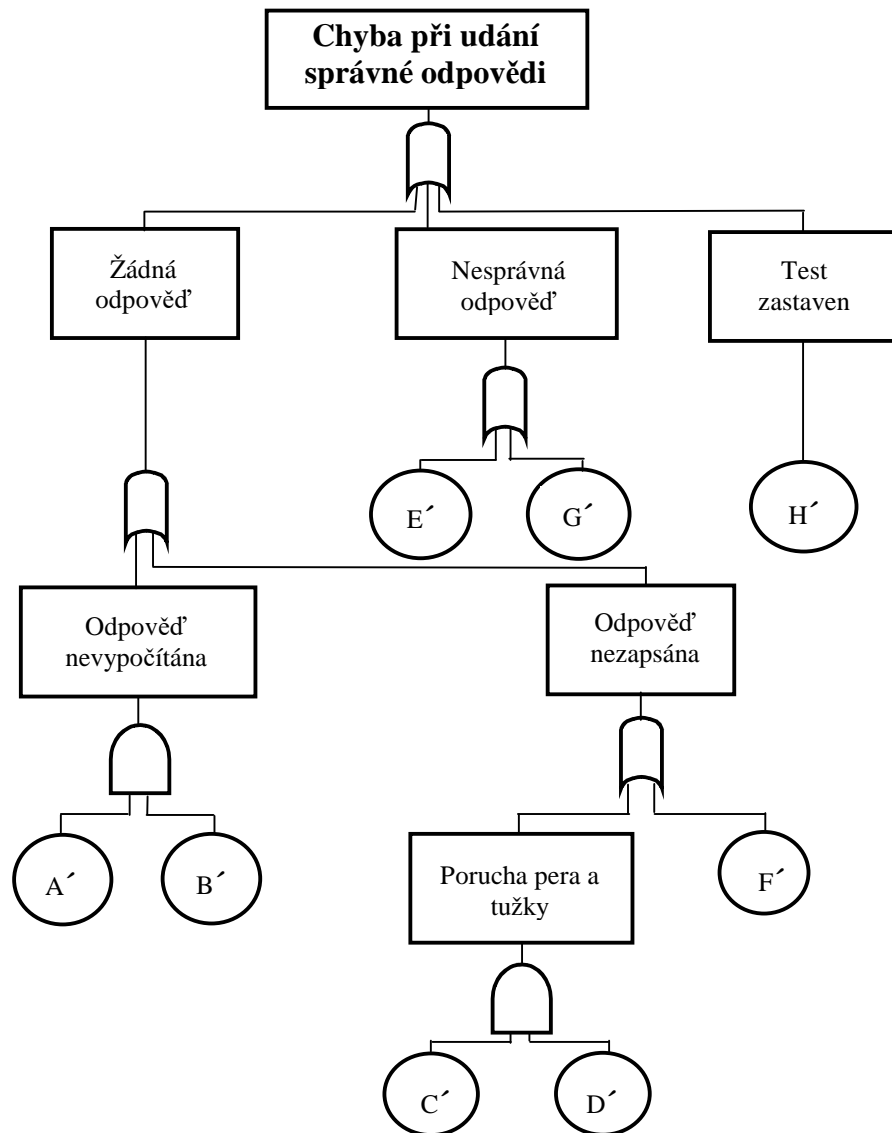 Chyba při udání
správné odpovědi
Žádná
odpověď
Nesprávná
odpověď
Test
zastaven
E´
G´
H´
Odpověď
nevypočítána
Odpověď
nezapsána
A´
B´
Porucha pera a
tužky
F´
C´
D´